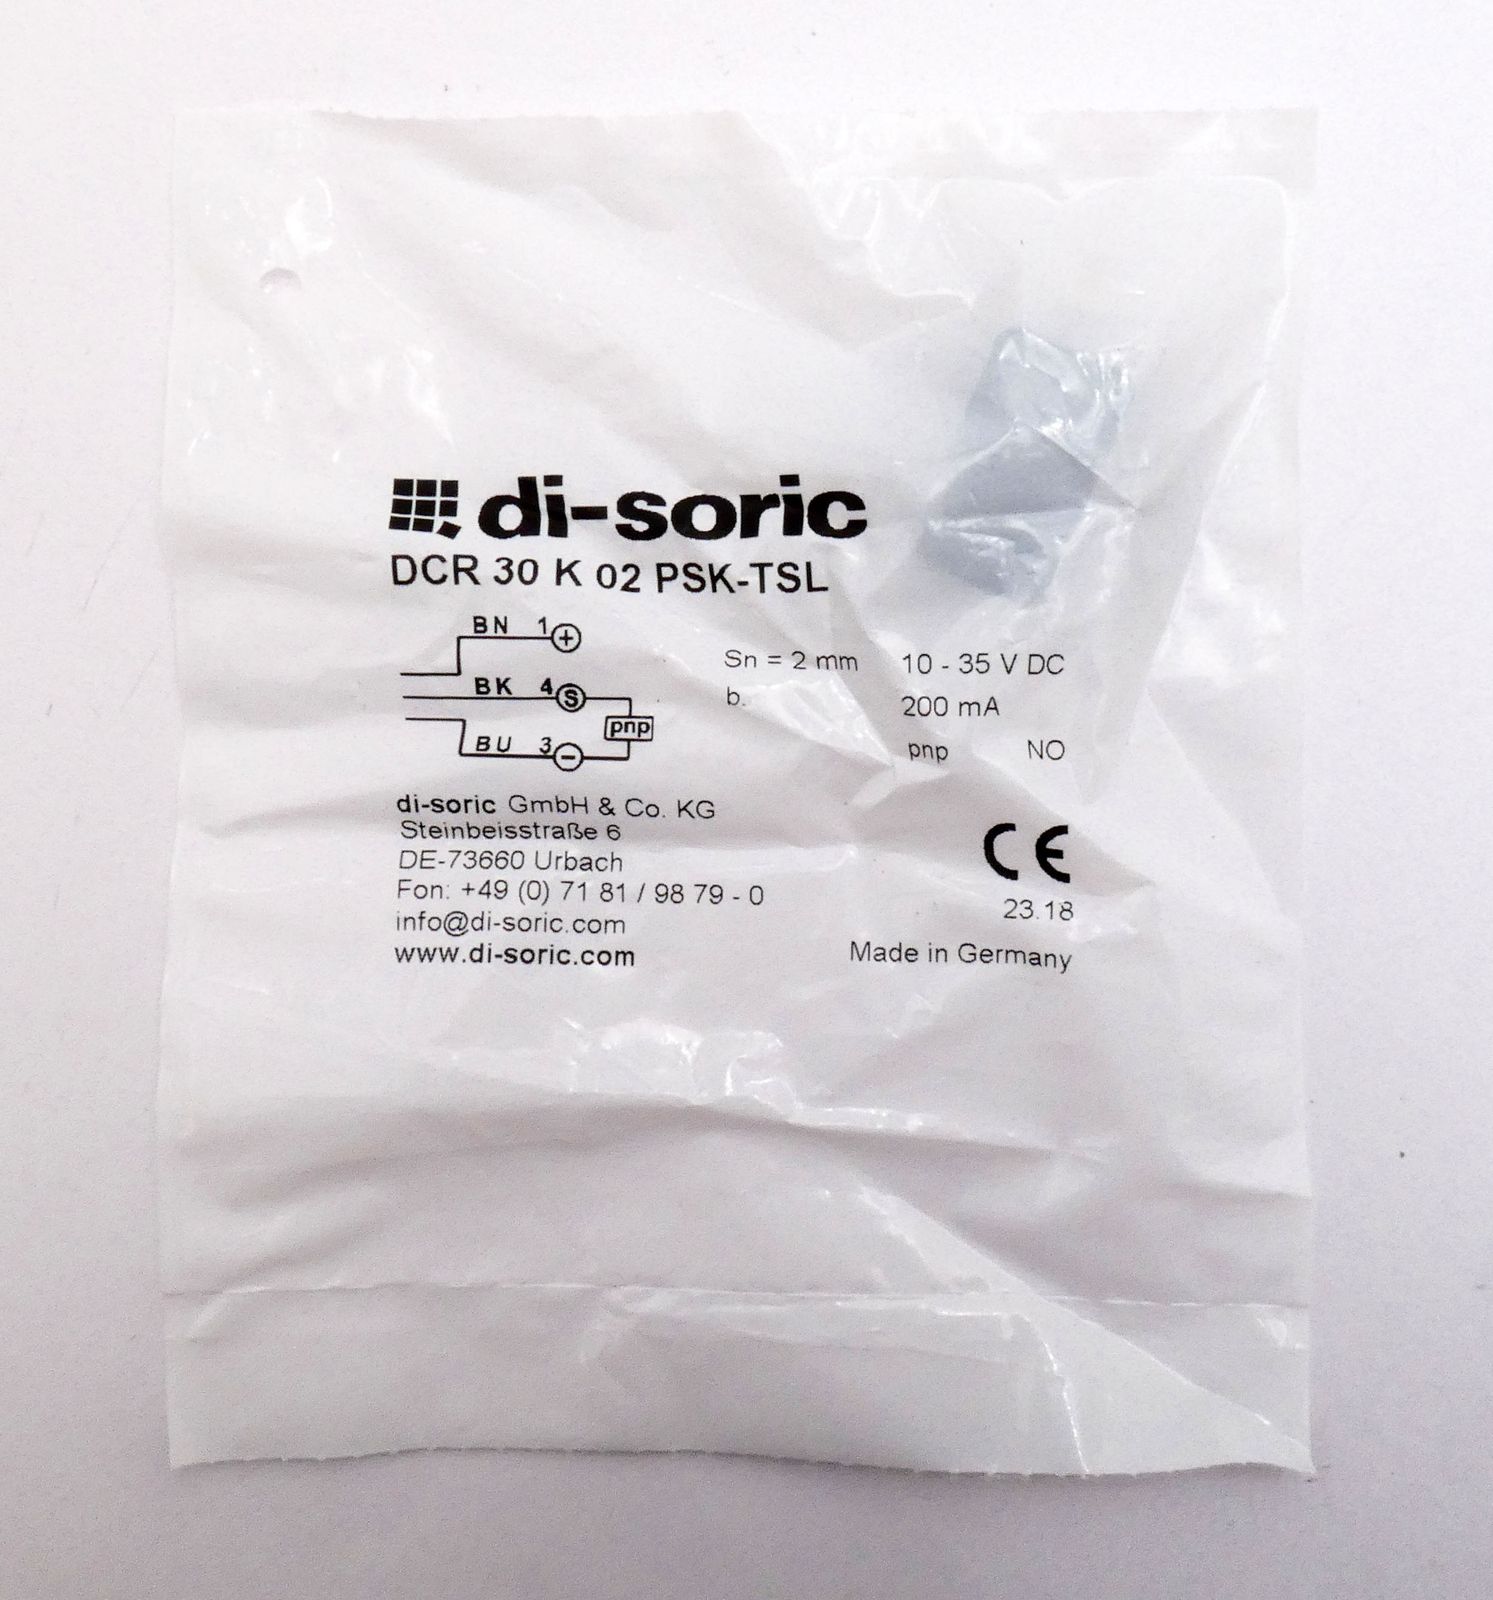 di-soric
DCR 30 K 02 PSK-TSL
BN 1 +
BK 4 S
pnp
BU 3 -
Sn = 2 mm 10 - 35 V DC
b. 200 mA
pnp NO
di-soric GmbH & Co. KG
Steinbeisstraße 6
DE-73660 Urbach
Fon: +49 (0) 71 81 / 98 79 - 0
info@di-soric.com
www.di-soric.com
CE
23.18
Made in Germany